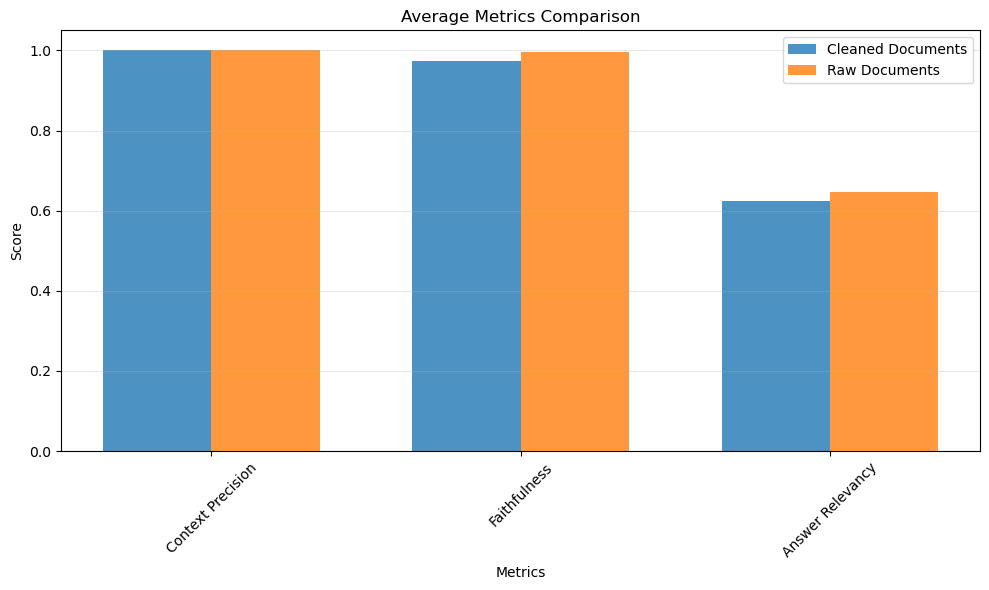 Average Metrics Comparison
Cleaned Documents
Raw Documents
1.0
0.8
0.6
0.4
0.2
0.0
Score
Context Precision
Faithfulness
Answer Relevancy
Metrics